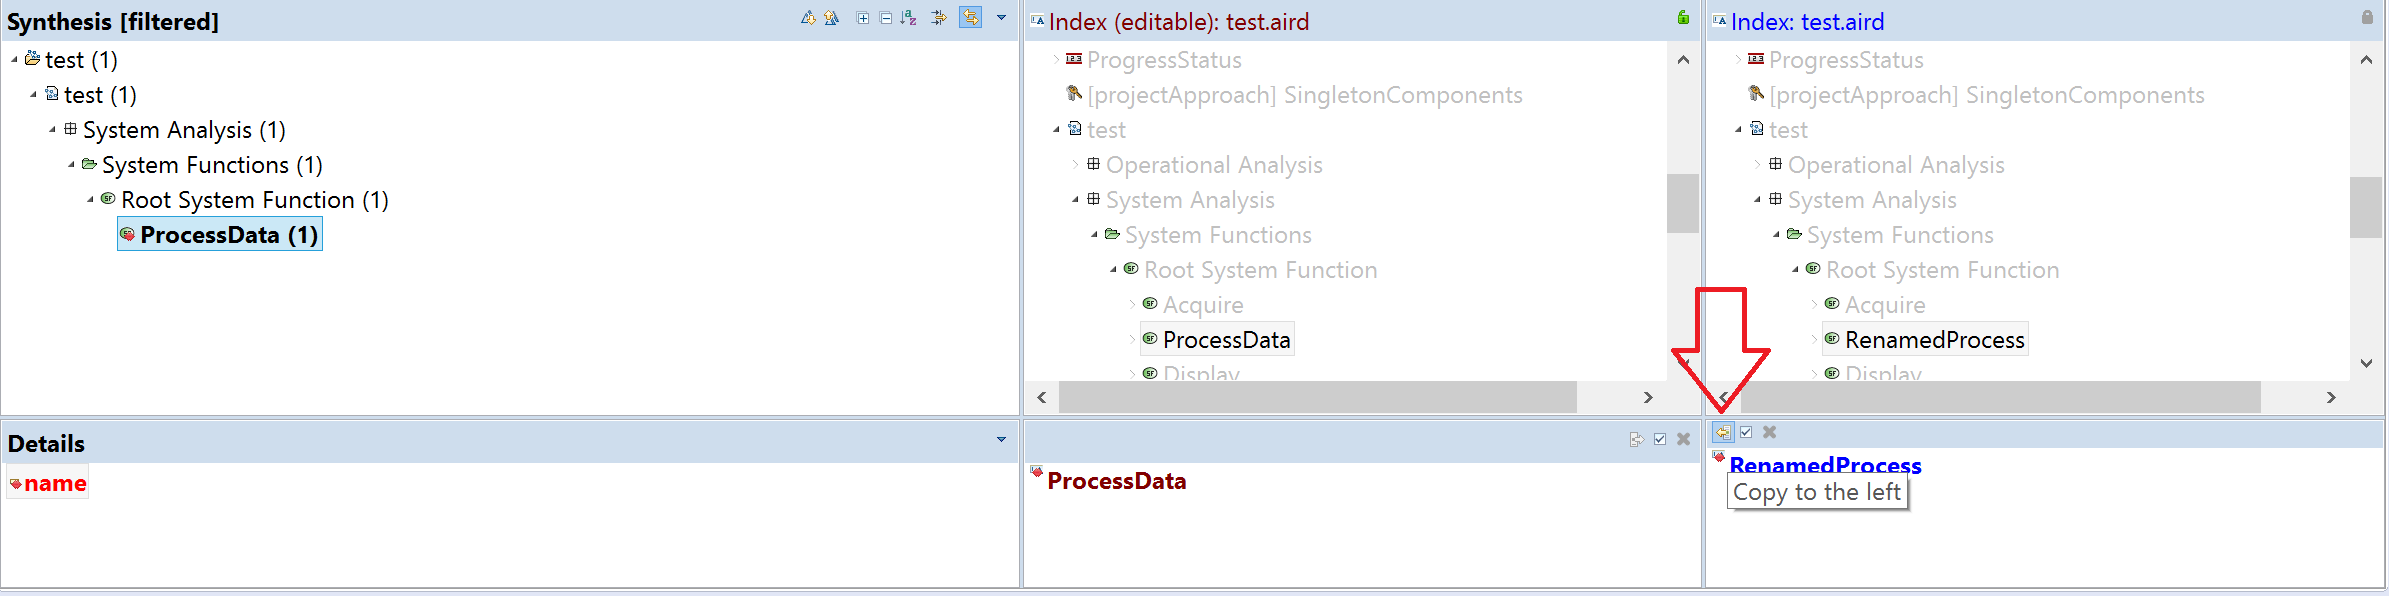 Synthesis [filtered]
test (1)
test (1)
System Analysis (1)
System Functions (1)
Root System Function (1)
ProcessData (1)
Index (editable): test.aird
ProgressStatus
[projectApproach] SingletonComponents
test
Operational Analysis
System Analysis
System Functions
Root System Function
Acquire
ProcessData
Display
Index: test.aird
ProgressStatus
[projectApproach] SingletonComponents
test
Operational Analysis
System Analysis
System Functions
Root System Function
Acquire
RenamedProcess
Display
Details
name
ProcessData
RenamedProcess
Copy to the left